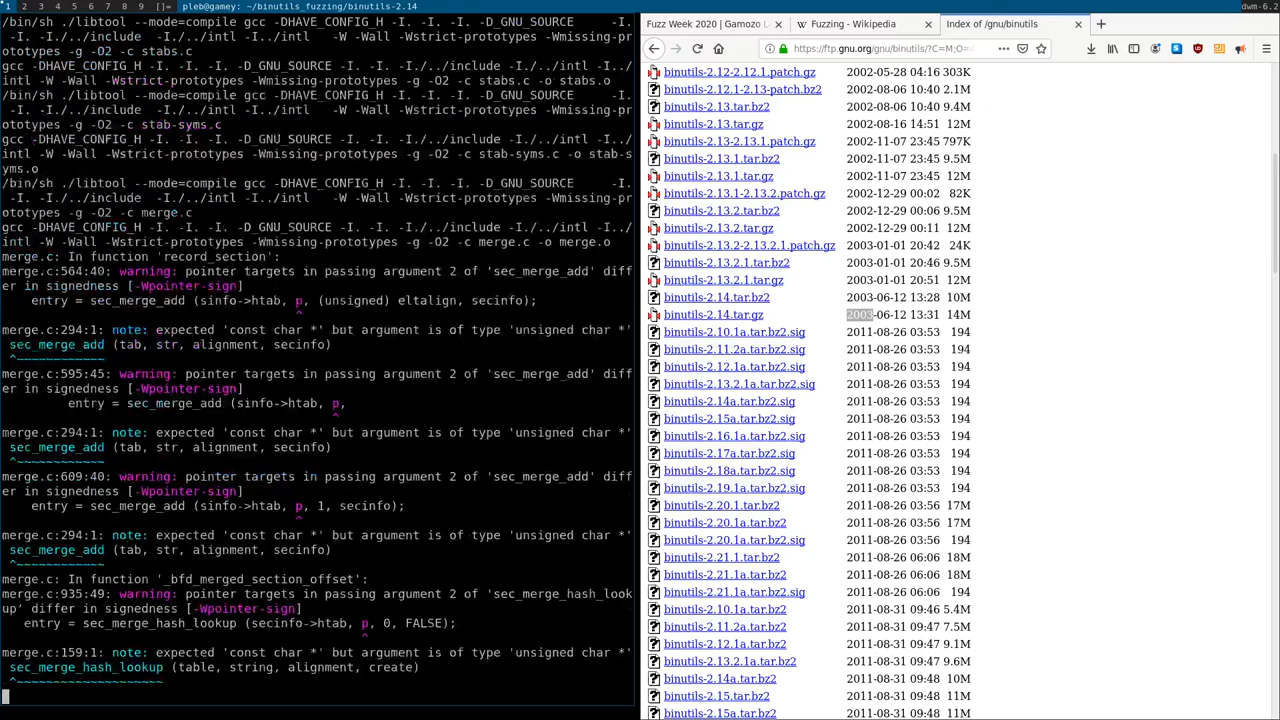 1 2 3 4 5 6 7 8 9 []= pleb@gamey: ~/binutils_fuzzing/binutils-2.14 dwm-6.2
/bin/sh ./libtool --mode=compile gcc -DHAVE_CONFIG_H -I. -I. -I. -D_GNU_SOURCE -I.
-I. -I./../include -I./../intl -I../intl -W -Wall -Wstrict-prototypes -Wmissing-pr
ototypes -g -O2 -c stabs.c
gcc -DHAVE_CONFIG_H -I. -I. -I. -D_GNU_SOURCE -I. -I. -I./../include -I./../intl -I../
intl -W -Wall -Wstrict-prototypes -Wmissing-prototypes -g -O2 -c stabs.c -o stabs.o
/bin/sh ./libtool --mode=compile gcc -DHAVE_CONFIG_H -I. -I. -I. -D_GNU_SOURCE -I.
-I. -I./../include -I./../intl -I../intl -W -Wall -Wstrict-prototypes -Wmissing-pr
ototypes -g -O2 -c stab-syms.c
gcc -DHAVE_CONFIG_H -I. -I. -I. -D_GNU_SOURCE -I. -I. -I./../include -I./../intl -I../
intl -W -Wall -Wstrict-prototypes -Wmissing-prototypes -g -O2 -c stab-syms.c -o stab-s
yms.o
/bin/sh ./libtool --mode=compile gcc -DHAVE_CONFIG_H -I. -I. -I. -D_GNU_SOURCE -I.
-I. -I./../include -I./../intl -I../intl -W -Wall -Wstrict-prototypes -Wmissing-pr
ototypes -g -O2 -c merge.c
gcc -DHAVE_CONFIG_H -I. -I. -I. -D_GNU_SOURCE -I. -I. -I./../include -I./../intl -I../
intl -W -Wall -Wstrict-prototypes -Wmissing-prototypes -g -O2 -c merge.c -o merge.o
merge.c: In function 'record_section':
merge.c:564:40: warning: pointer targets in passing argument 2 of 'sec_merge_add' diff
er in signedness [-Wpointer-sign]
entry = sec_merge_add (sinfo->htab, p, (unsigned) eltalign, secinfo);
^
merge.c:294:1: note: expected 'const char *' but argument is of type 'unsigned char *'
sec_merge_add (tab, str, alignment, secinfo)
^~~~~~~~~~~~~
merge.c:595:45: warning: pointer targets in passing argument 2 of 'sec_merge_add' diff
er in signedness [-Wpointer-sign]
entry = sec_merge_add (sinfo->htab, p,
^
merge.c:294:1: note: expected 'const char *' but argument is of type 'unsigned char *'
sec_merge_add (tab, str, alignment, secinfo)
^~~~~~~~~~~~~
merge.c:609:40: warning: pointer targets in passing argument 2 of 'sec_merge_add' diff
er in signedness [-Wpointer-sign]
entry = sec_merge_add (sinfo->htab, p, 1, secinfo);
^
merge.c:294:1: note: expected 'const char *' but argument is of type 'unsigned char *'
sec_merge_add (tab, str, alignment, secinfo)
^~~~~~~~~~~~~
merge.c: In function '_bfd_merged_section_offset':
merge.c:935:49: warning: pointer targets in passing argument 2 of 'sec_merge_hash_look
up' differ in signedness [-Wpointer-sign]
entry = sec_merge_hash_lookup (secinfo->htab, p, 0, FALSE);
^
merge.c:159:1: note: expected 'const char *' but argument is of type 'unsigned char *'
sec_merge_hash_lookup (table, string, alignment, create)
^~~~~~~~~~~~~~~~~~~~~
Fuzz Week 2020 | Gamozo L Fuzzing - Wikipedia Index of /gnu/binutils
https://ftp.gnu.org/gnu/binutils/?C=M;O=
binutils-2.12-2.12.1.patch.gz 2002-05-28 04:16 303K
binutils-2.12.1-2.13-patch.bz2 2002-08-06 10:40 2.1M
binutils-2.13.tar.bz2 2002-08-06 10:40 9.4M
binutils-2.13.tar.gz 2002-08-16 14:51 12M
binutils-2.13-2.13.1.patch.gz 2002-11-07 23:45 797K
binutils-2.13.1.tar.bz2 2002-11-07 23:45 9.5M
binutils-2.13.1.tar.gz 2002-11-07 23:45 12M
binutils-2.13.1-2.13.2.patch.gz 2002-12-29 00:02 82K
binutils-2.13.2.tar.bz2 2002-12-29 00:06 9.5M
binutils-2.13.2.tar.gz 2002-12-29 00:11 12M
binutils-2.13.2-2.13.2.1.patch.gz 2003-01-01 20:42 24K
binutils-2.13.2.1.tar.bz2 2003-01-01 20:46 9.5M
binutils-2.13.2.1.tar.gz 2003-01-01 20:51 12M
binutils-2.14.tar.bz2 2003-06-12 13:28 10M
binutils-2.14.tar.gz 2003-06-12 13:31 14M
binutils-2.10.1a.tar.bz2.sig 2011-08-26 03:53 194
binutils-2.11.2a.tar.bz2.sig 2011-08-26 03:53 194
binutils-2.12.1a.tar.bz2.sig 2011-08-26 03:53 194
binutils-2.13.2.1a.tar.bz2.sig 2011-08-26 03:53 194
binutils-2.14a.tar.bz2.sig 2011-08-26 03:53 194
binutils-2.15a.tar.bz2.sig 2011-08-26 03:53 194
binutils-2.16.1a.tar.bz2.sig 2011-08-26 03:53 194
binutils-2.17a.tar.bz2.sig 2011-08-26 03:53 194
binutils-2.18a.tar.bz2.sig 2011-08-26 03:53 194
binutils-2.19.1a.tar.bz2.sig 2011-08-26 03:53 194
binutils-2.20.1.tar.bz2 2011-08-26 03:56 17M
binutils-2.20.1a.tar.bz2 2011-08-26 03:56 17M
binutils-2.20.1a.tar.bz2.sig 2011-08-26 03:56 194
binutils-2.21.1.tar.bz2 2011-08-26 06:06 18M
binutils-2.21.1a.tar.bz2 2011-08-26 06:06 18M
binutils-2.21.1a.tar.bz2.sig 2011-08-26 06:06 194
binutils-2.10.1a.tar.bz2 2011-08-31 09:46 5.4M
binutils-2.11.2a.tar.bz2 2011-08-31 09:47 7.5M
binutils-2.12.1a.tar.bz2 2011-08-31 09:47 9.1M
binutils-2.13.2.1a.tar.bz2 2011-08-31 09:47 9.6M
binutils-2.14a.tar.bz2 2011-08-31 09:48 10M
binutils-2.15.tar.bz2 2011-08-31 09:48 11M
binutils-2.15a.tar.bz2 2011-08-31 09:48 11M